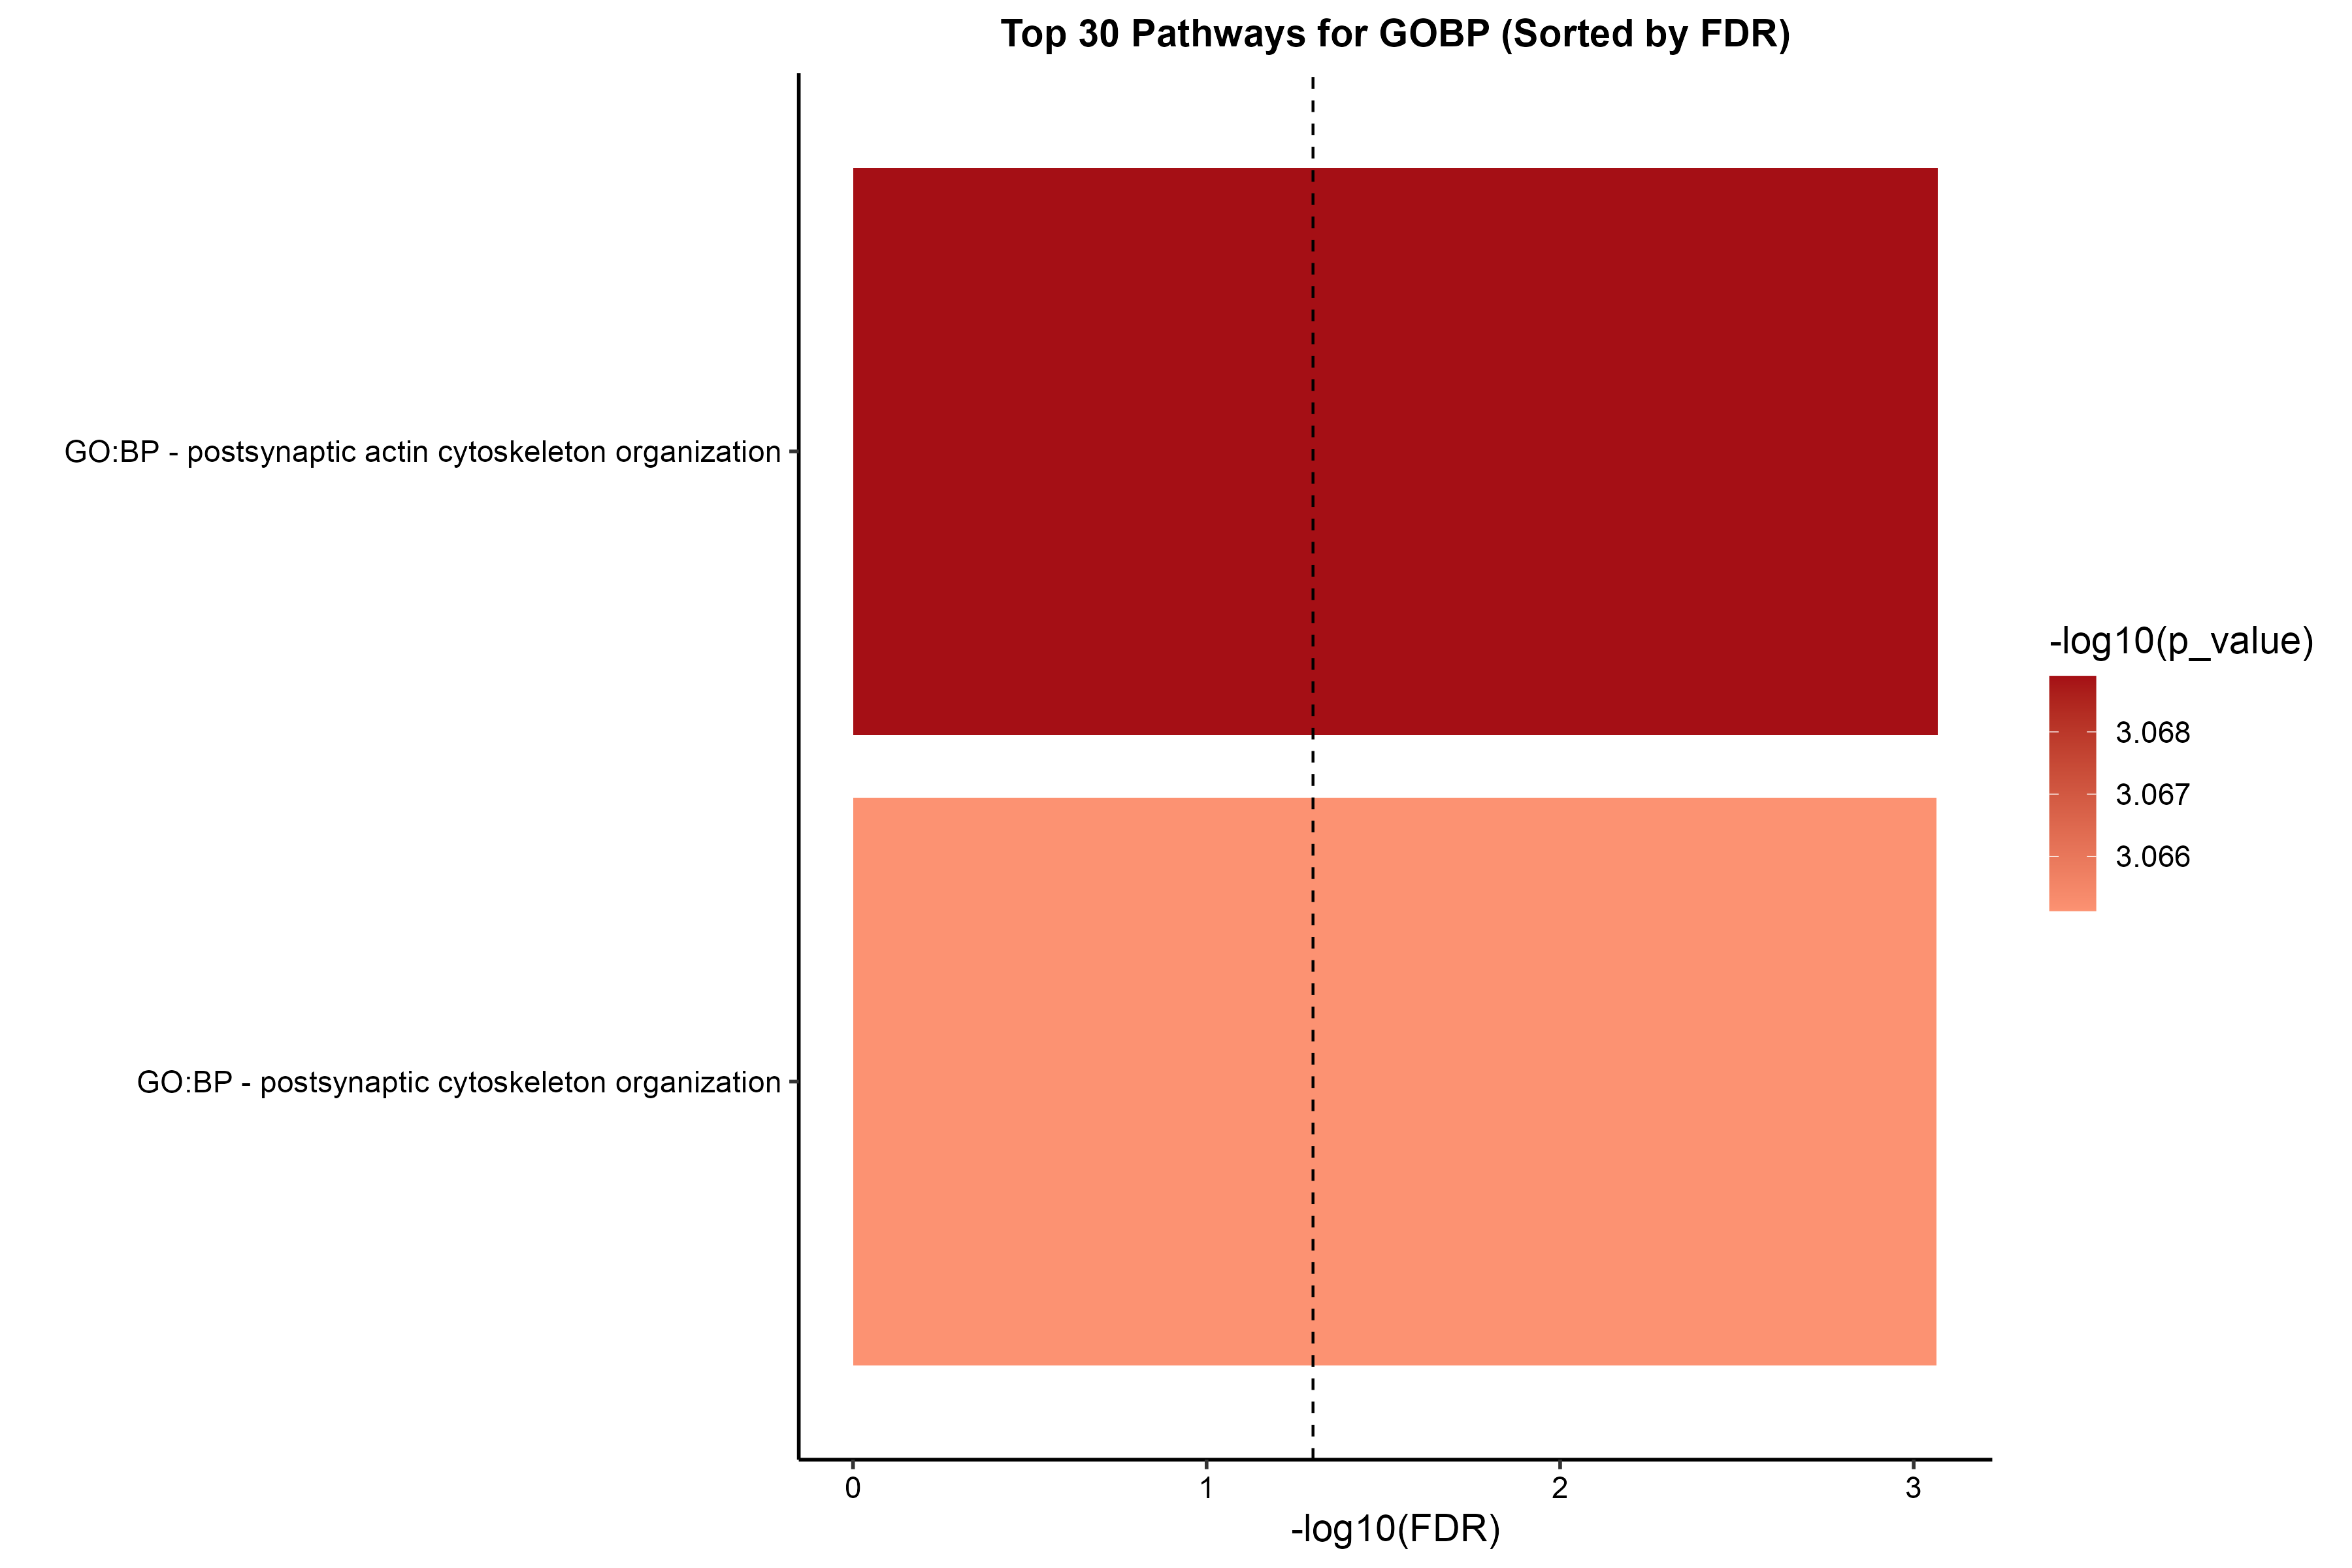 Top 30 Pathways for GOBP (Sorted by FDR)
GO:BP - postsynaptic actin cytoskeleton organization
GO:BP - postsynaptic cytoskeleton organization
0 1 2 3
-log10(FDR)
-log10(p_value)
3.068
3.067
3.066